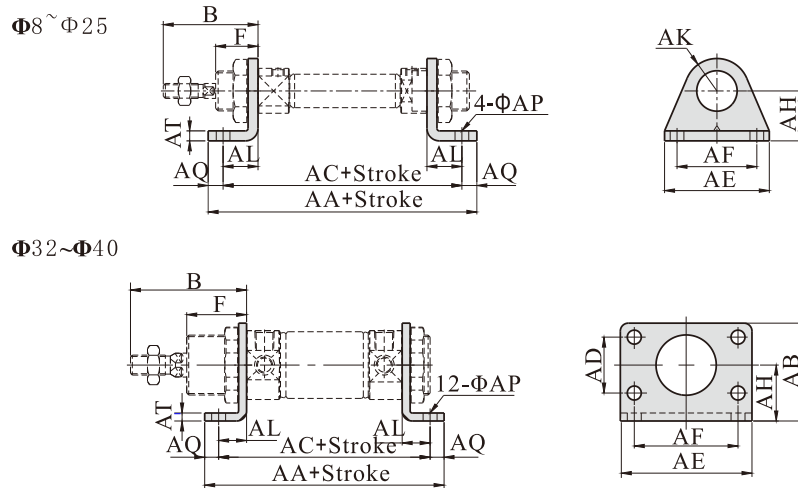 Φ8~Φ25
B
F
AK
4-ΦAP
AH
AT
AL
AL
AF
AQ
AC+Stroke
AQ
AE
AA+Stroke
Φ32~Φ40
B
F
AD
AH
AB
12-ΦAP
AT
AL
AL
AQ
AC+Stroke
AQ
AF
AA+Stroke
AE